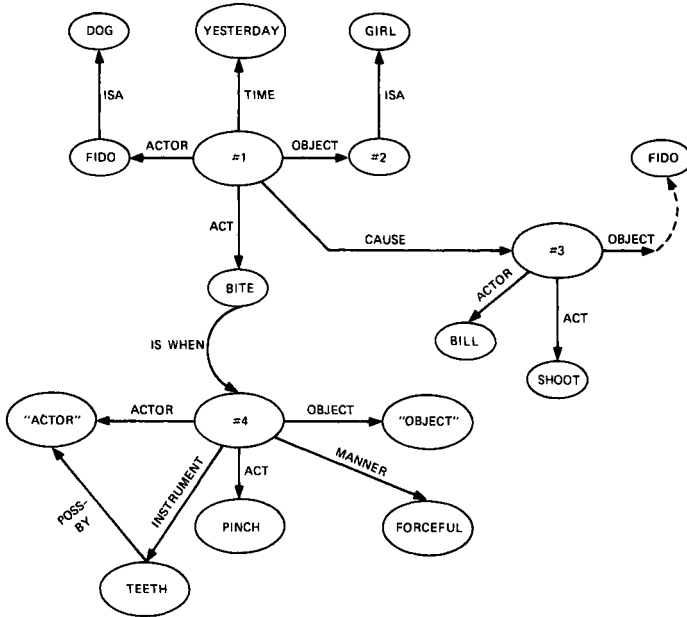 DOG
YESTERDAY
GIRL
ISA
TIME
ISA
FIDO
ACTOR
#1
OBJECT
#2
FIDO
ACT
CAUSE
#3
OBJECT
BITE
ACTOR
BILL
ACT
SHOOT
IS WHEN
"ACTOR"
ACTOR
#4
OBJECT
"OBJECT"
POSS-
BY
INSTRUMENT
ACT
MANNER
PINCH
FORCEFUL
TEETH